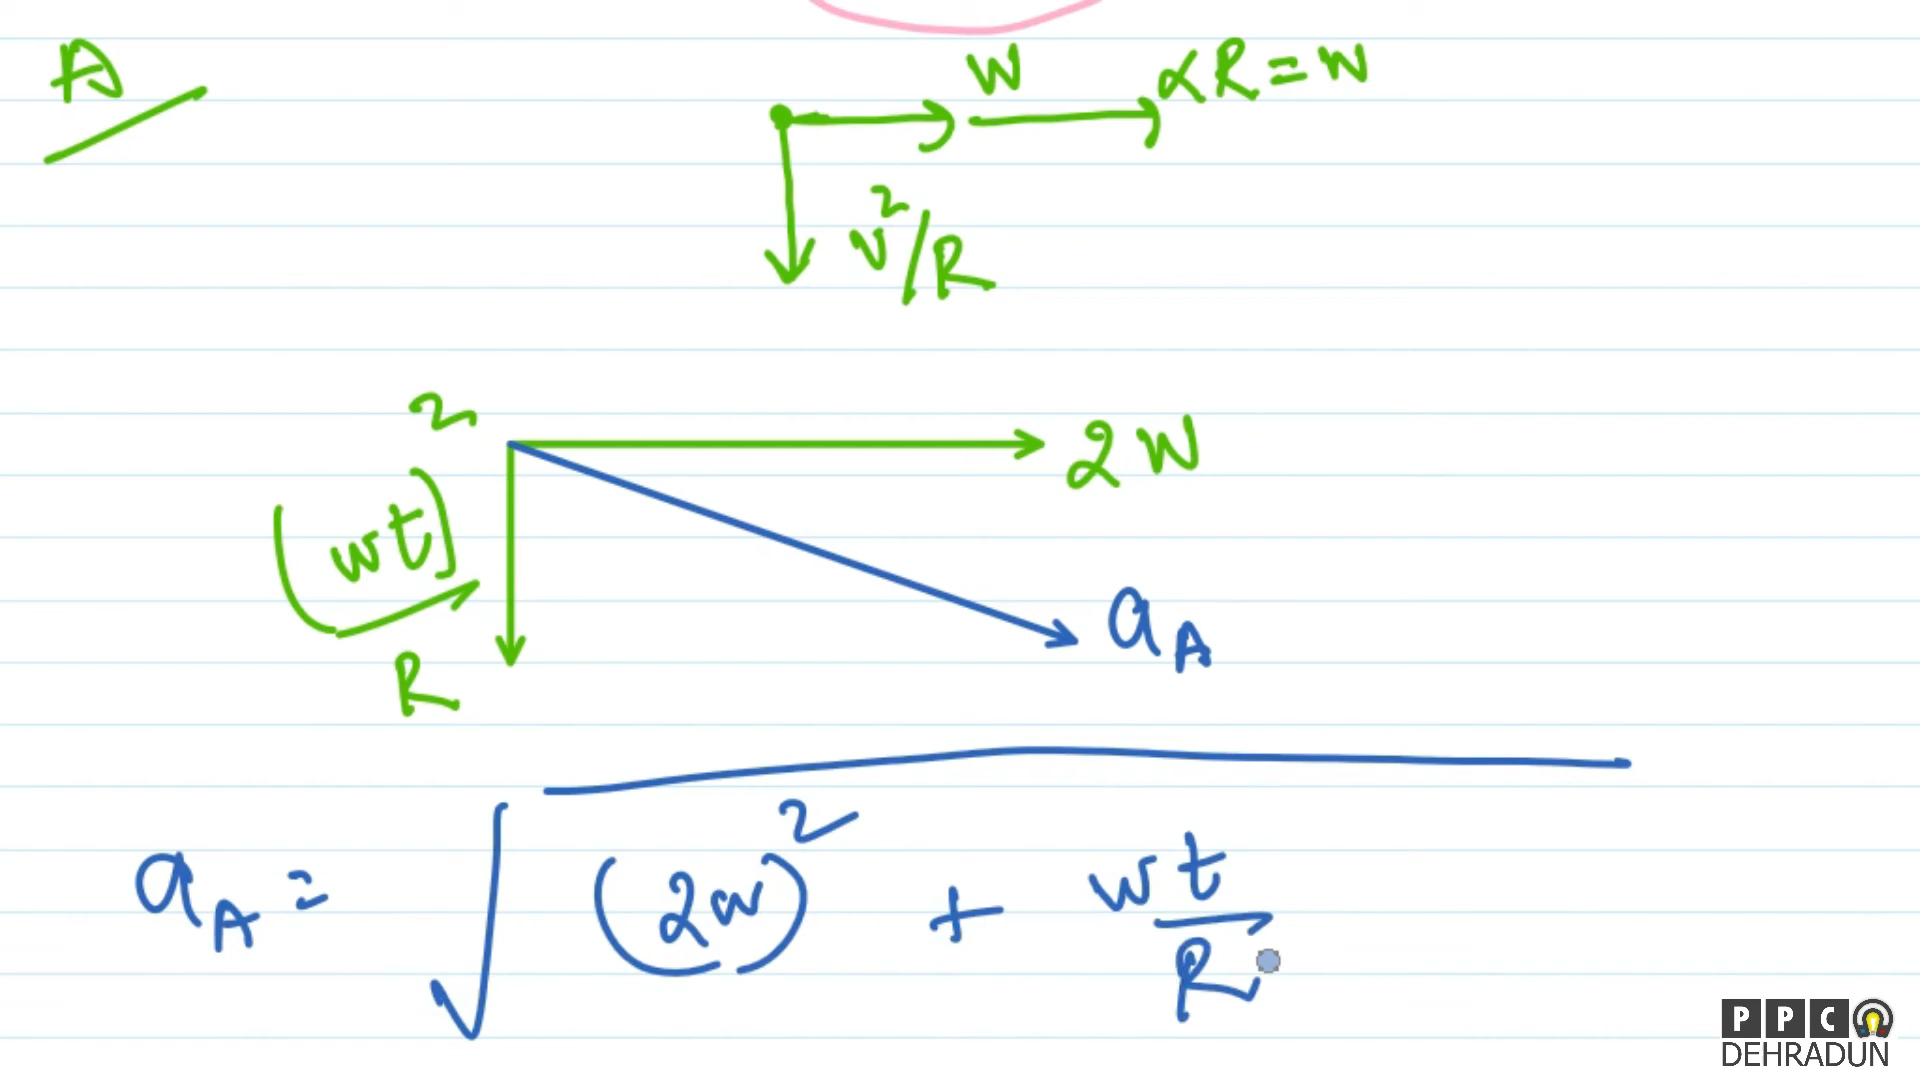 A
w αR = w
v²/R
(wt)²/R 2w
a_A
a_A = √((2w)² + wt/R
PPC
DEHRADUN